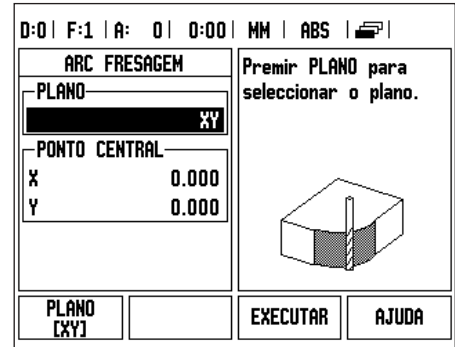 D:0 | F:1 | A: 0 | 0:00 | MM | ABS |
ARC FRESAGEM
PLANO
XY
PONTO CENTRAL
X 0.000
Y 0.000
Premir PLANO para
seleccionar o plano.
PLANO
[XY]
EXECUTAR
AJUDA